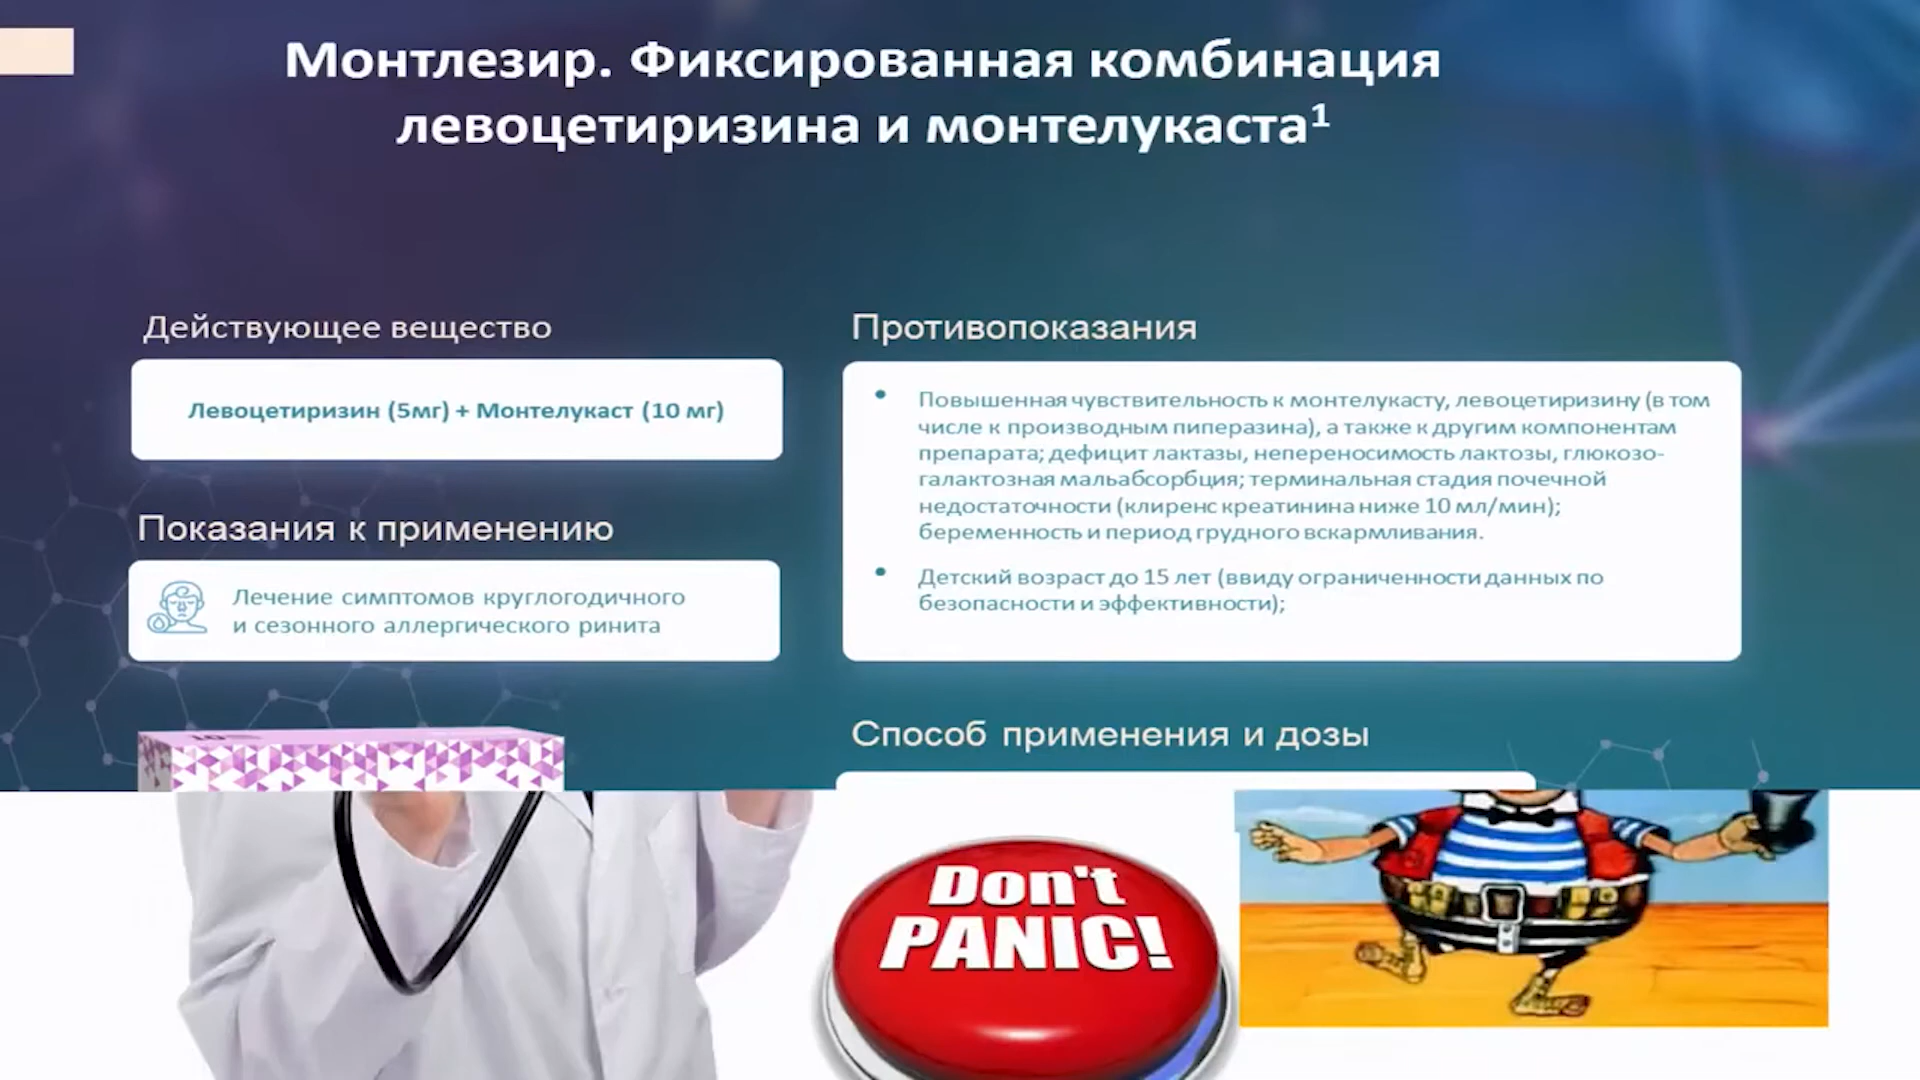 Монтлезир. Фиксированная комбинация
левоцетиризина и монтелукаста¹
Действующее вещество
Левоцетиризин (5мг) + Монтелукаст (10 мг)
Показания к применению
Лечение симптомов круглогодичного
и сезонного аллергического ринита
Противопоказания
• Повышенная чувствительность к монтелукасту, левоцетиризину (в том
числе к производным пиперазина), а также к другим компонентам
препарата; дефицит лактазы, непереносимость лактозы, глюкозо-
галактозная мальабсорбция; терминальная стадия почечной
недостаточности (клиренс креатинина ниже 10 мл/мин);
беременность и период грудного вскармливания.
• Детский возраст до 15 лет (ввиду ограниченности данных по
безопасности и эффективности);
Способ применения и дозы
Don't
PANIC!